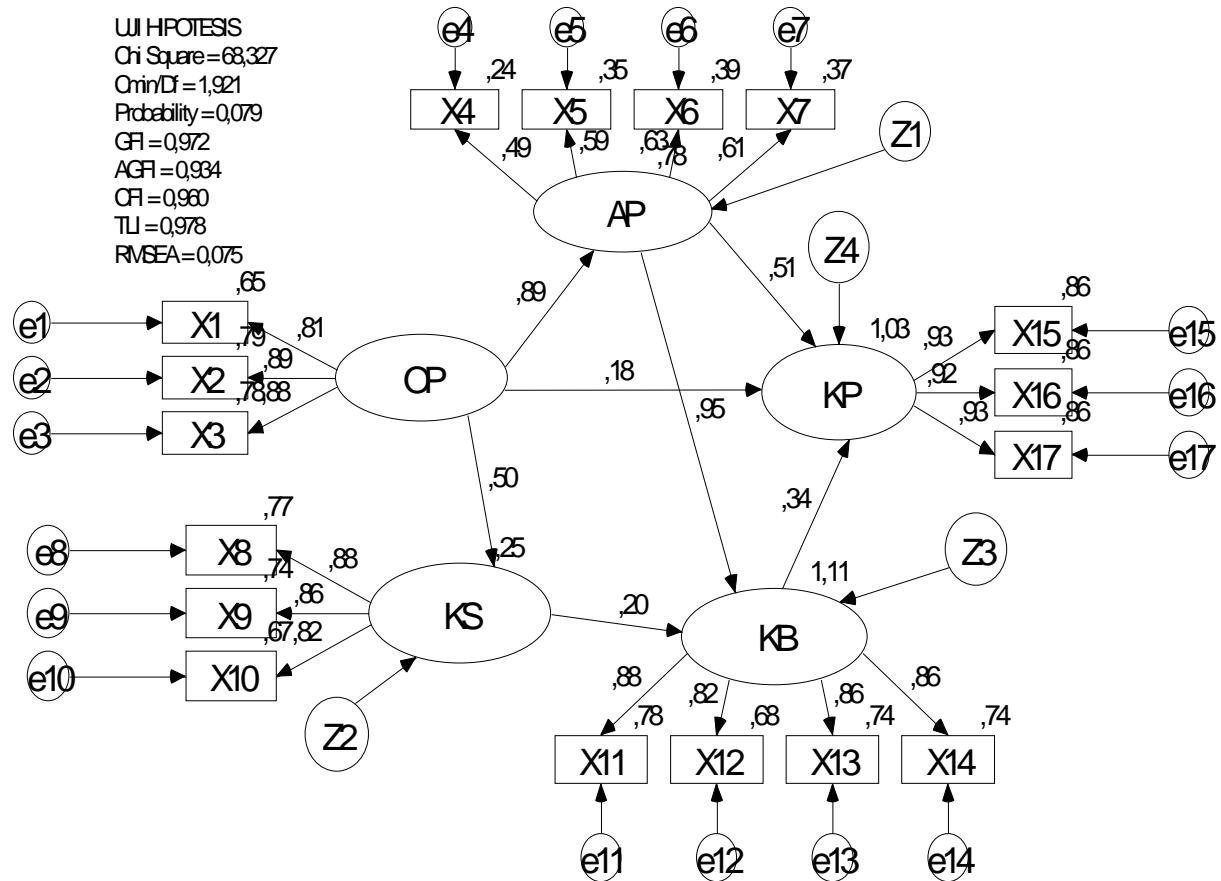 UJI HIPOTESIS
Chi Square = 68,327
Cmin/Df = 1,921
Probability = 0,079
GFI = 0,972
AGFI = 0,934
CFI = 0,960
TLI = 0,978
RMSEA = 0,075
e4 e5 e6 e7
,24 ,35 ,39 ,37
X4 X5 X6 X7
,49 ,59 ,63 ,78 ,61
Z1
AP
Z4
,89 ,51
,65
e1 X1 ,81
,79
e2 X2 ,89
,78 ,88
e3 X3
OP
,18
,95
1,03
KP
,86
,93 X15 e15
,86
,92 X16 e16
,86
,93 X17 e17
,50
,34
,77
e8 X8 ,88
,74
e9 X9 ,86
,67 ,82
e10 X10
,25
KS
Z2
,20
1,11
Z3
KB
,88 ,82 ,86 ,86
,78 ,68 ,74 ,74
X11 X12 X13 X14
e11 e12 e13 e14